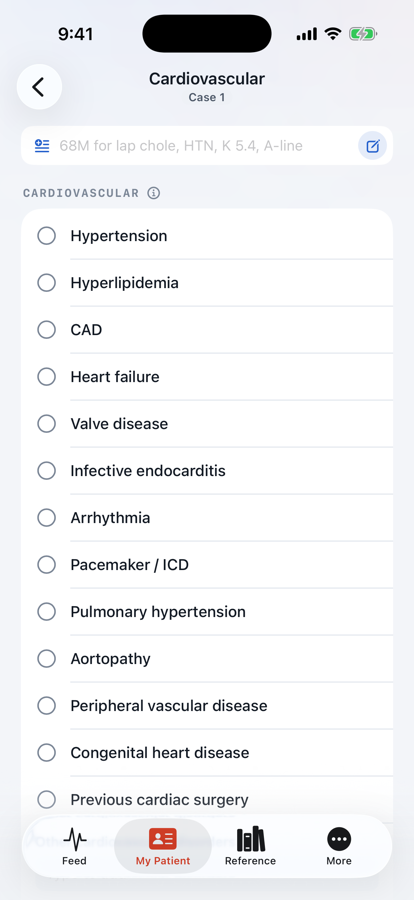 9:41
Cardiovascular
Case 1
68M for lap chole, HTN, K 5.4, A-line
CARDIOVASCULAR
Hypertension
Hyperlipidemia
CAD
Heart failure
Valve disease
Infective endocarditis
Arrhythmia
Pacemaker / ICD
Pulmonary hypertension
Aortopathy
Peripheral vascular disease
Congenital heart disease
Previous cardiac surgery
Feed
My Patient
Reference
More